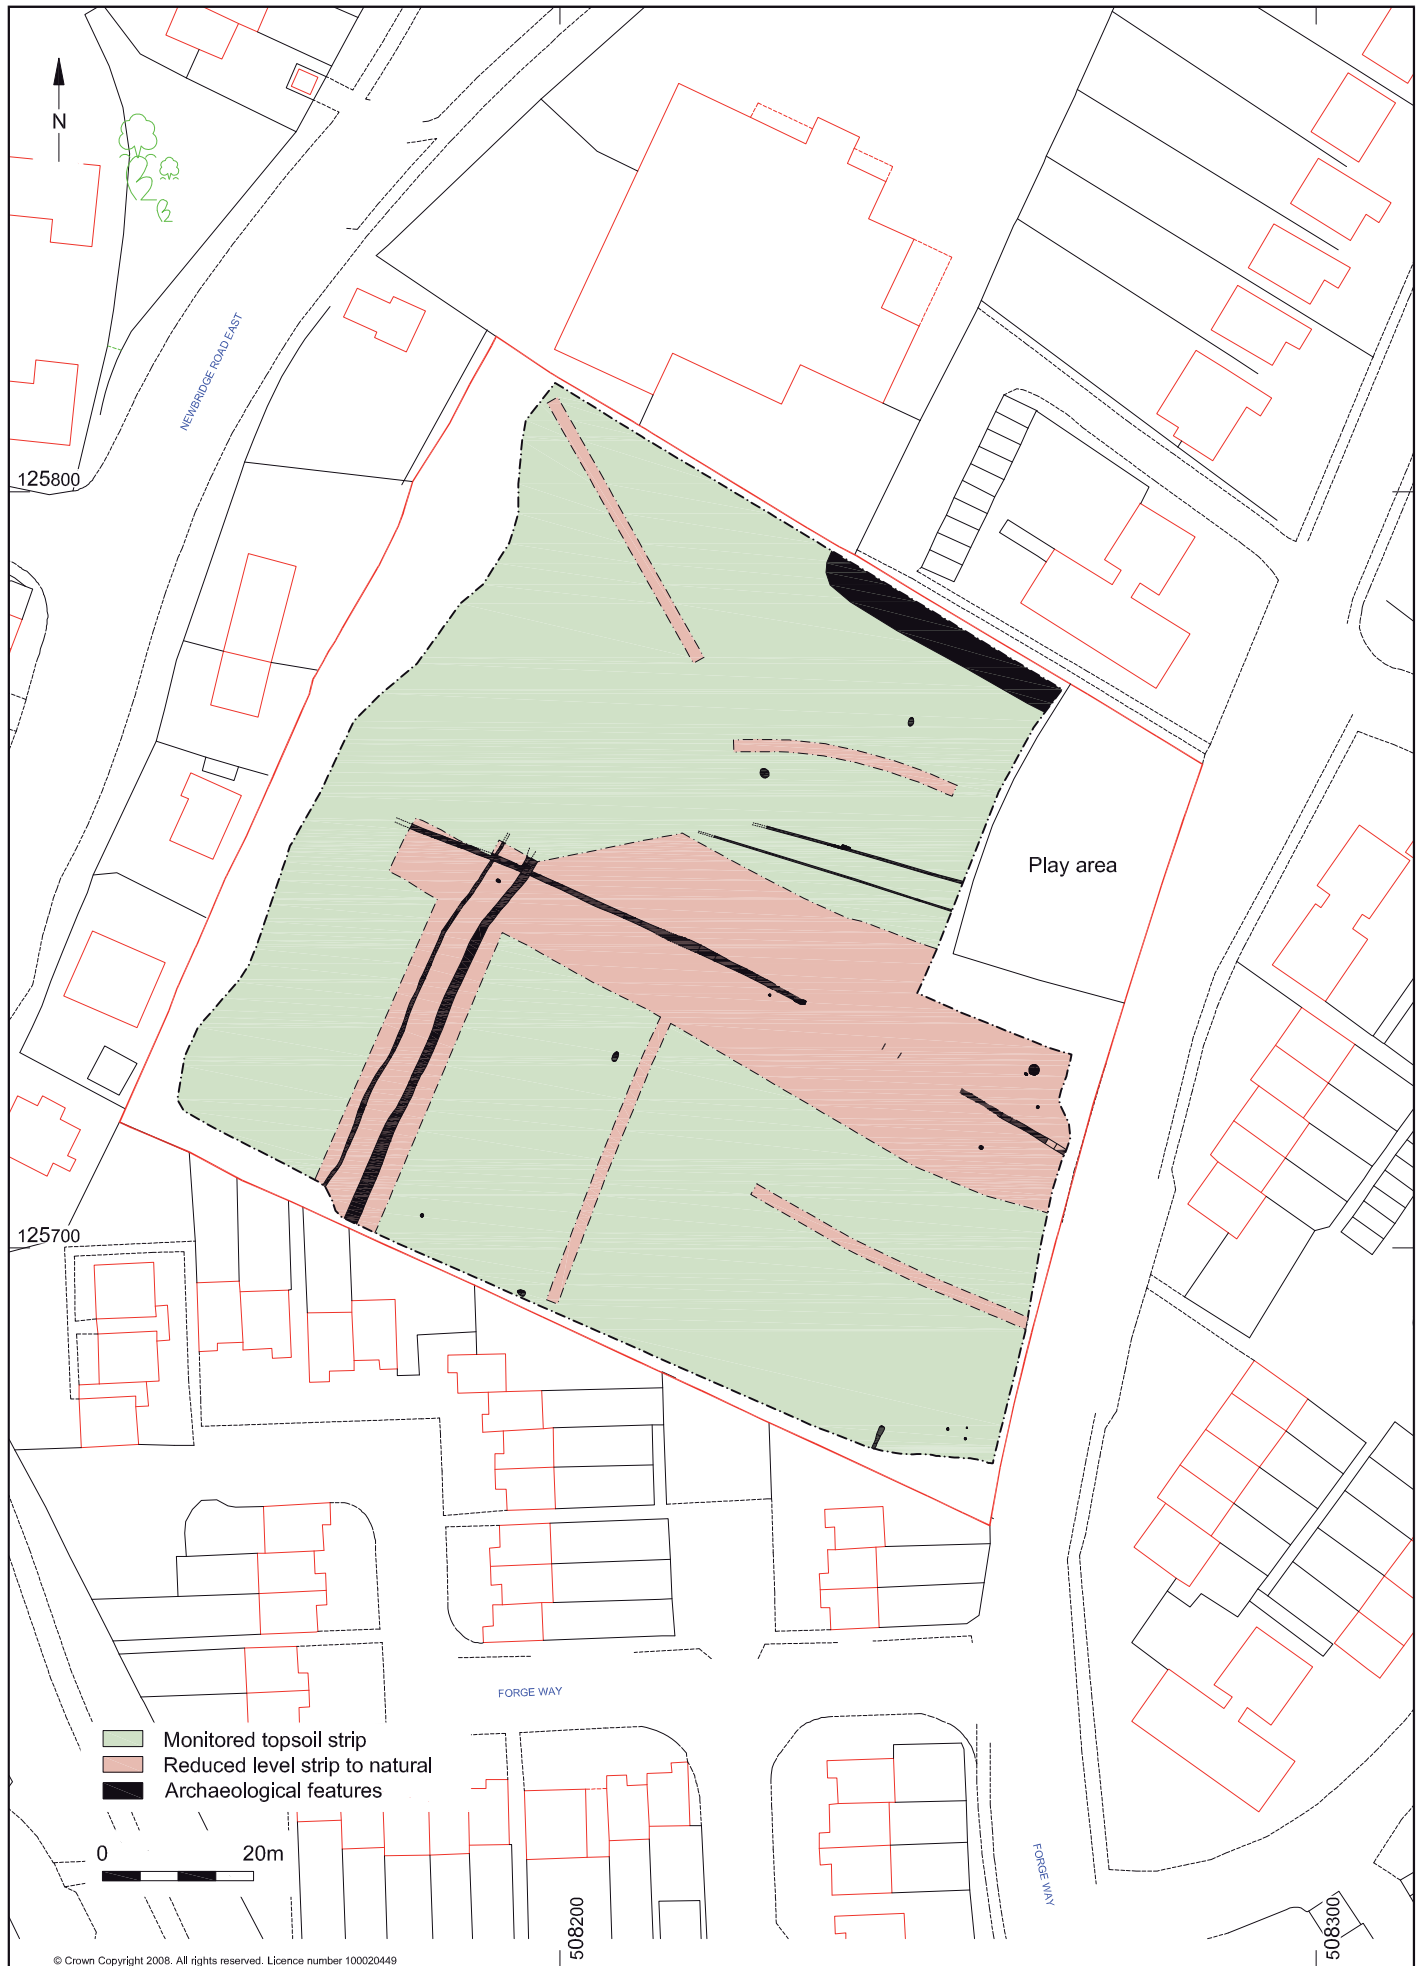 N
NEWBRIDGE ROAD EAST
125800
Play area
125700
FORGE WAY
Monitored topsoil strip
Reduced level strip to natural
Archaeological features
0 20m
FORGE WAY
508200
508300
© Crown Copyright 2008. All rights reserved. Licence number 100020449